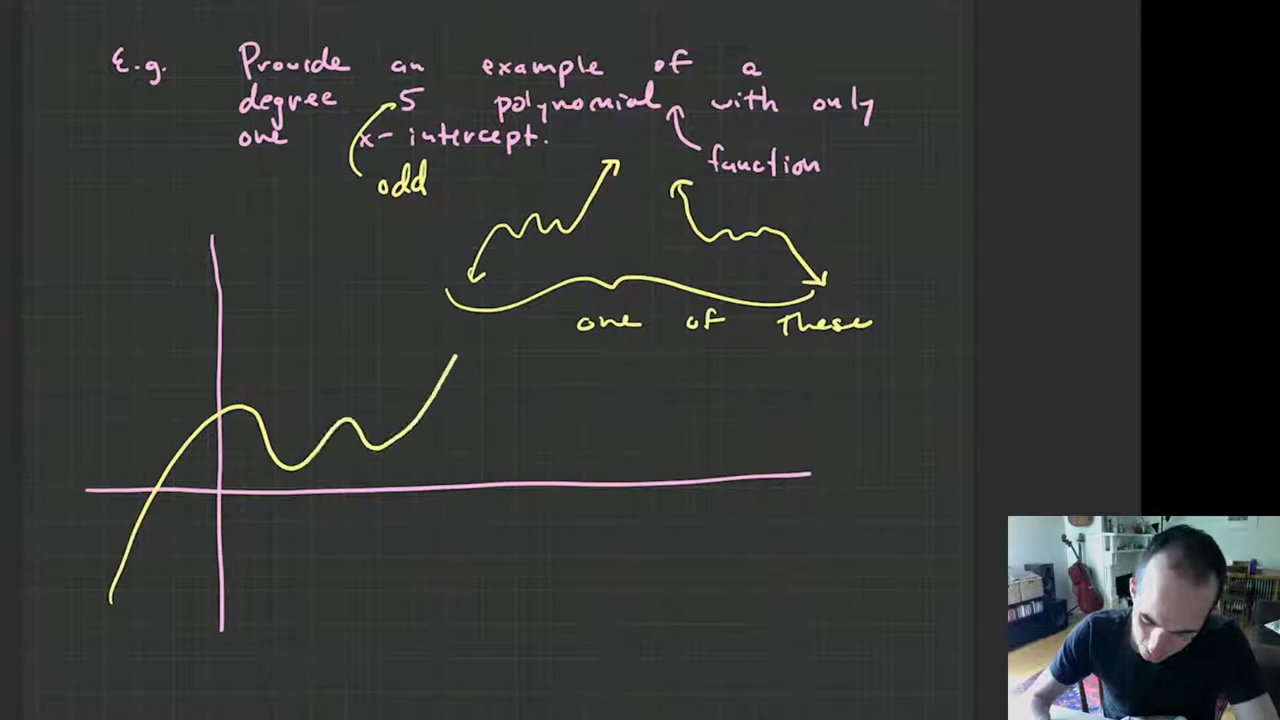 E.g. Provide an example of a
degree 5 polynomial with only
one x-intercept.
function
odd
one of these